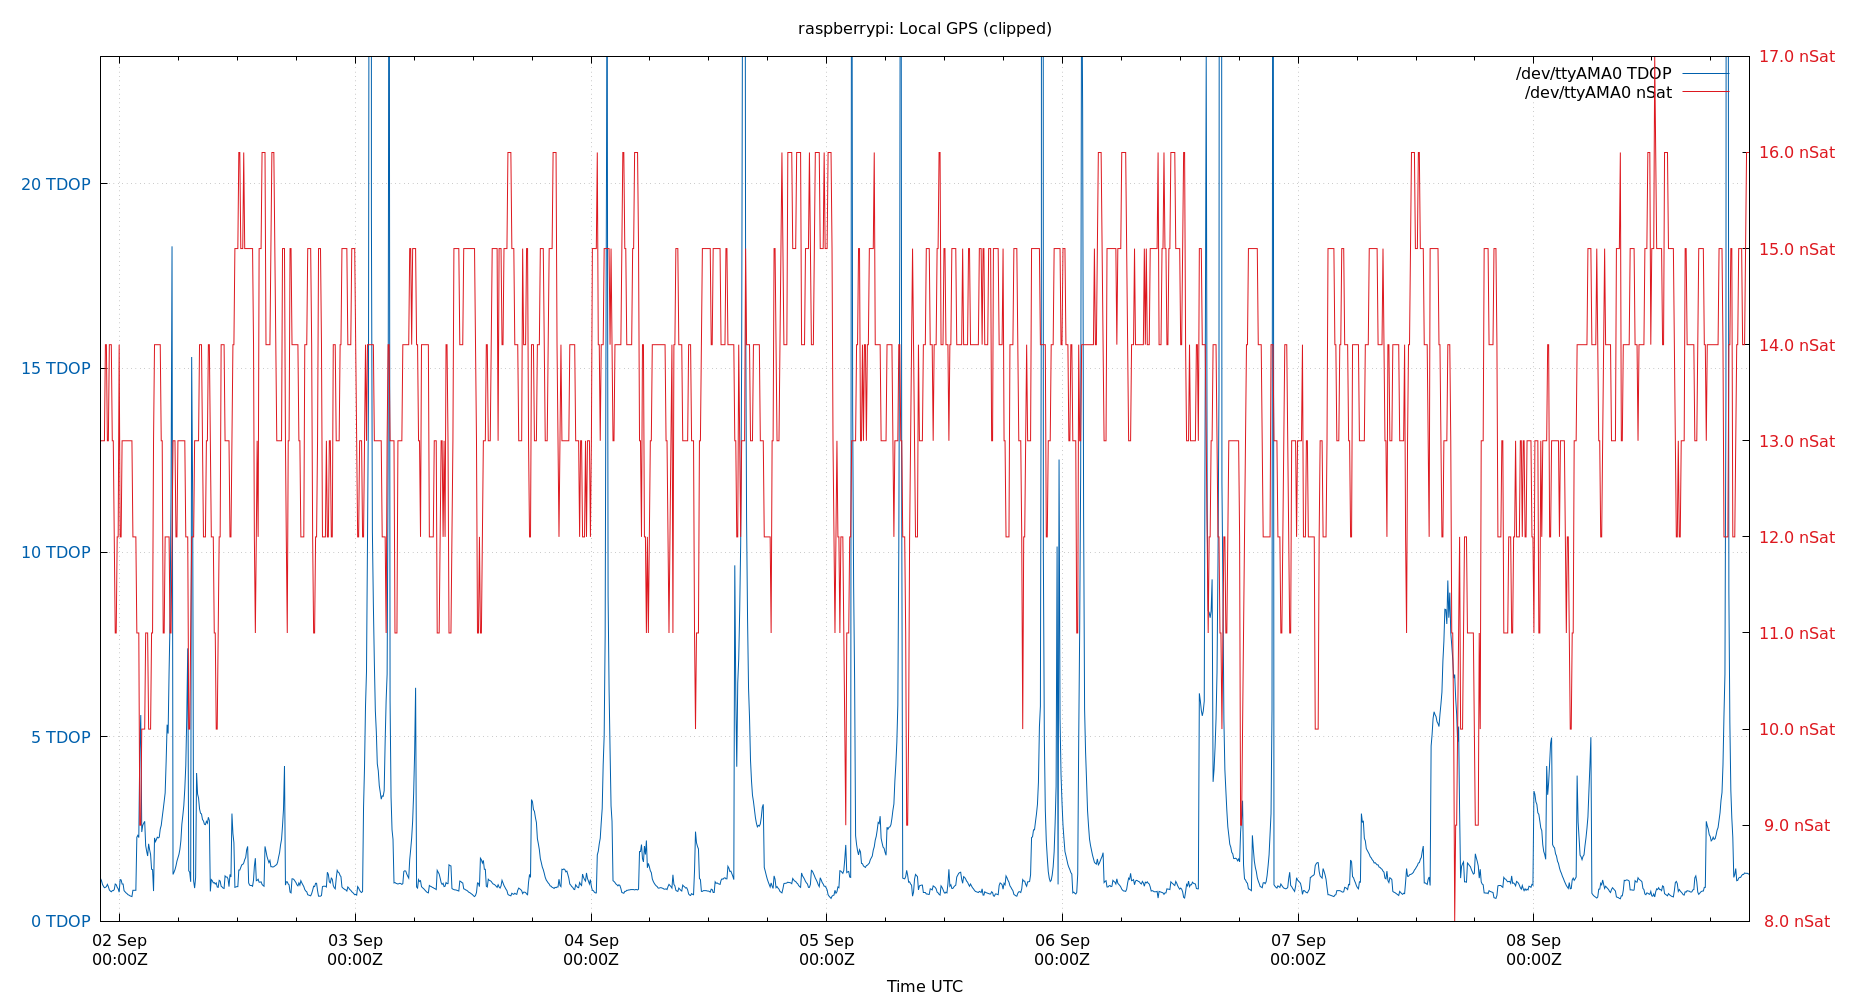 raspberrypi: Local GPS (clipped)
17.0 nSat
/dev/ttyAMA0 TDOP
/dev/ttyAMA0 nSat
16.0 nSat
20 TDOP
15.0 nSat
14.0 nSat
15 TDOP
13.0 nSat
12.0 nSat
10 TDOP
11.0 nSat
10.0 nSat
5 TDOP
9.0 nSat
0 TDOP
8.0 nSat
02 Sep
00:00Z
03 Sep
00:00Z
04 Sep
00:00Z
05 Sep
00:00Z
06 Sep
00:00Z
07 Sep
00:00Z
08 Sep
00:00Z
Time UTC